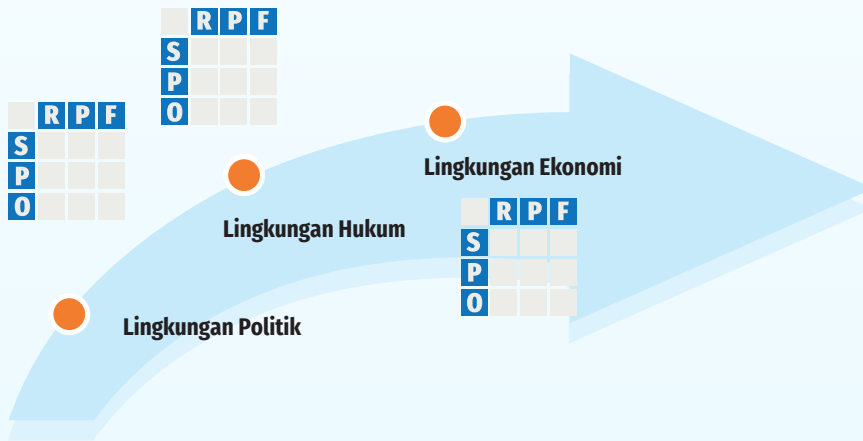 R P F
S
P
O
R P F
S
P
O
Lingkungan Ekonomi
R P F
S
P
O
Lingkungan Hukum
Lingkungan Politik